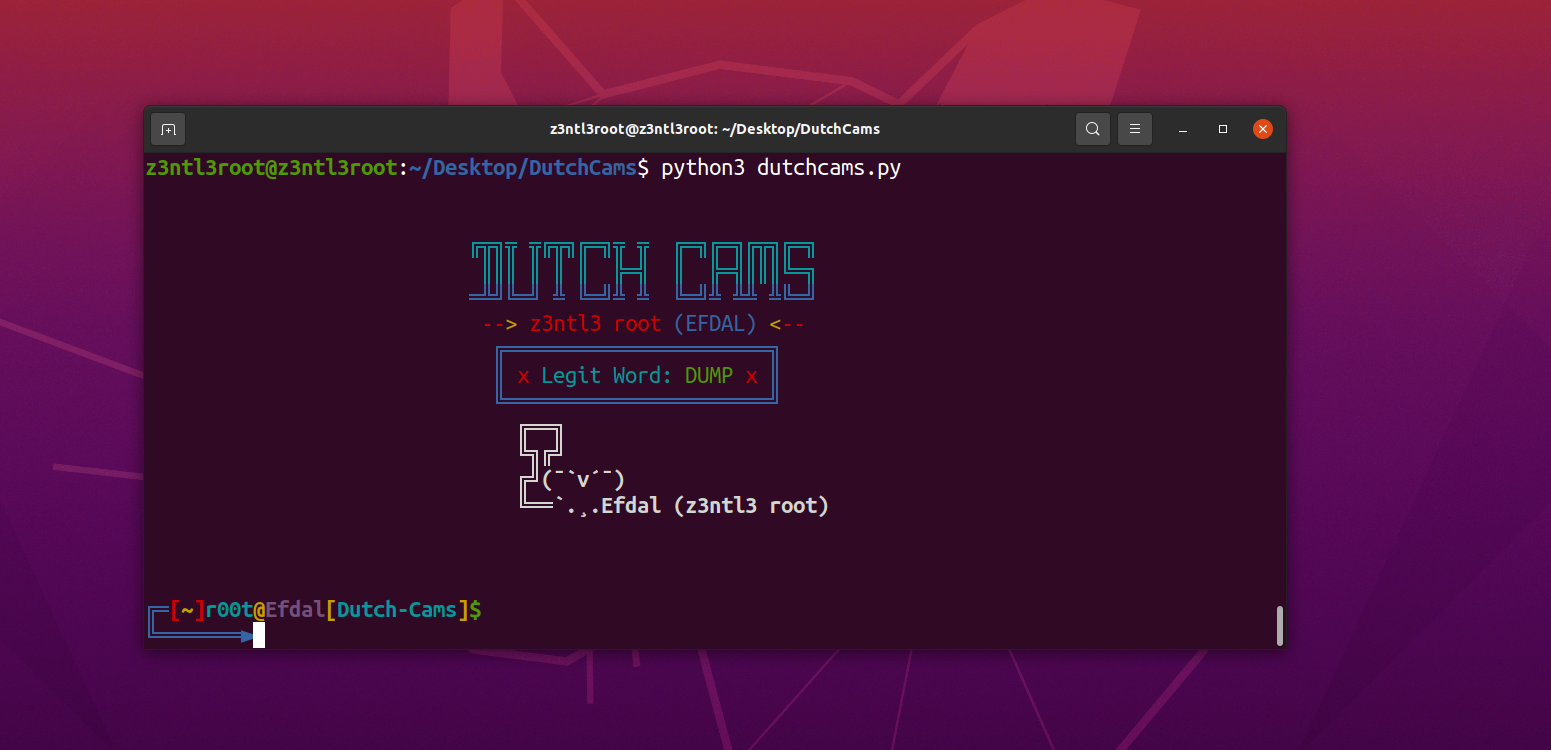 z3ntl3root@z3ntl3root: ~/Desktop/DutchCams
z3ntl3root@z3ntl3root:~/Desktop/DutchCams$ python3 dutchcams.py
DUTCH CAMS
--> z3ntl3 root (EFDAL) <--
x Legit Word: DUMP x
(¯`v´¯)
`.¸.Efdal (z3ntl3 root)
[~]r00t@Efdal[Dutch-Cams]$